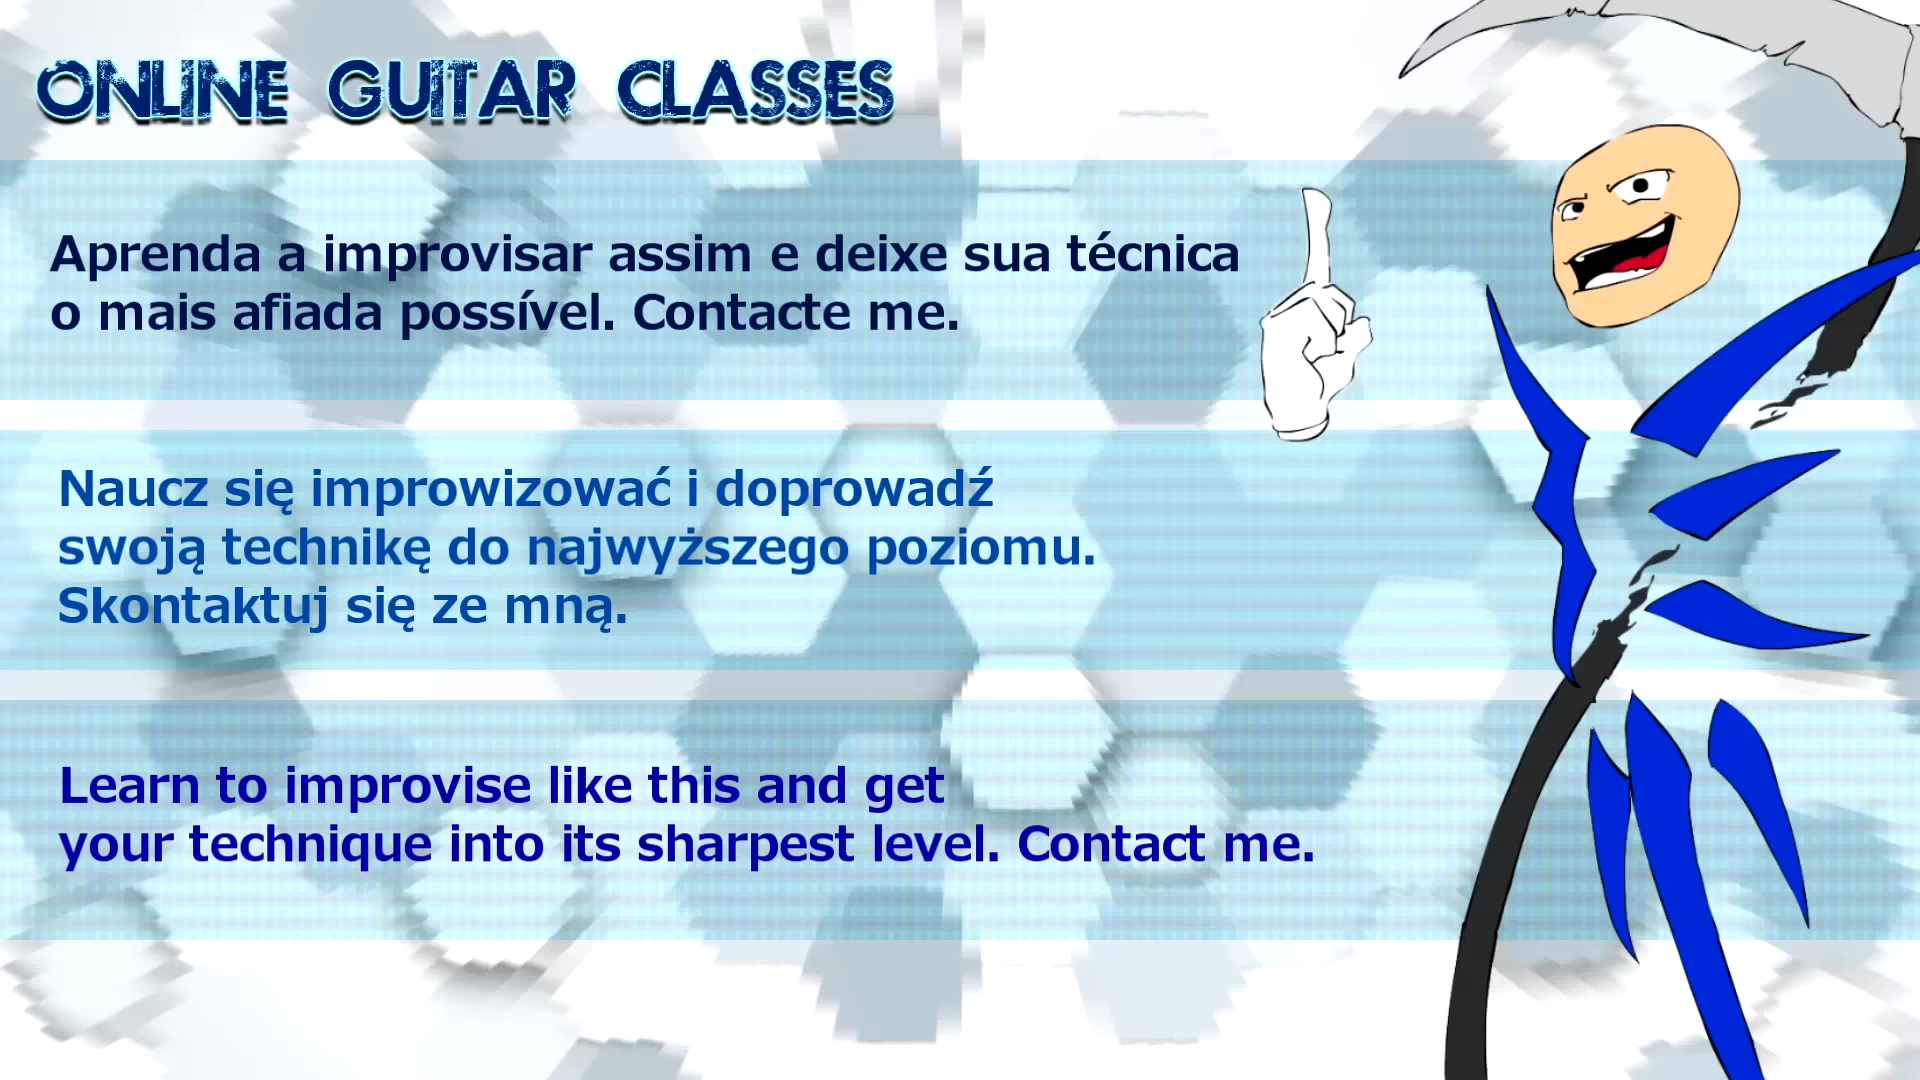 ONLINE GUITAR CLASSES
Aprenda a improvisar assim e deixe sua técnica
o mais afiada possível. Contacte me.
Naucz się improwizować i doprowadź
swoją technikę do najwyższego poziomu.
Skontaktuj się ze mną.
Learn to improvise like this and get
your technique into its sharpest level. Contact me.